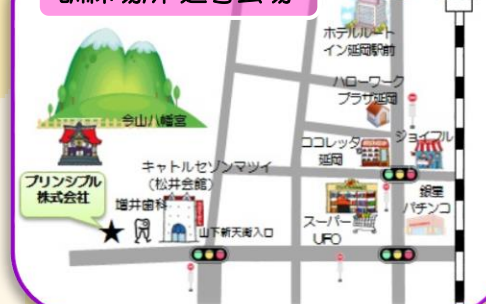 ホテルルート
イン延岡駅前
ハローワーク
プラザ延岡
今山八幡宮
ココレッタ
延岡
ジョイフル
キャトルセゾンマツイ
(松井会館)
プリンシプル
株式会社
増井歯科
銀星
パチンコ
スーパー
UFO
山下新天街入口